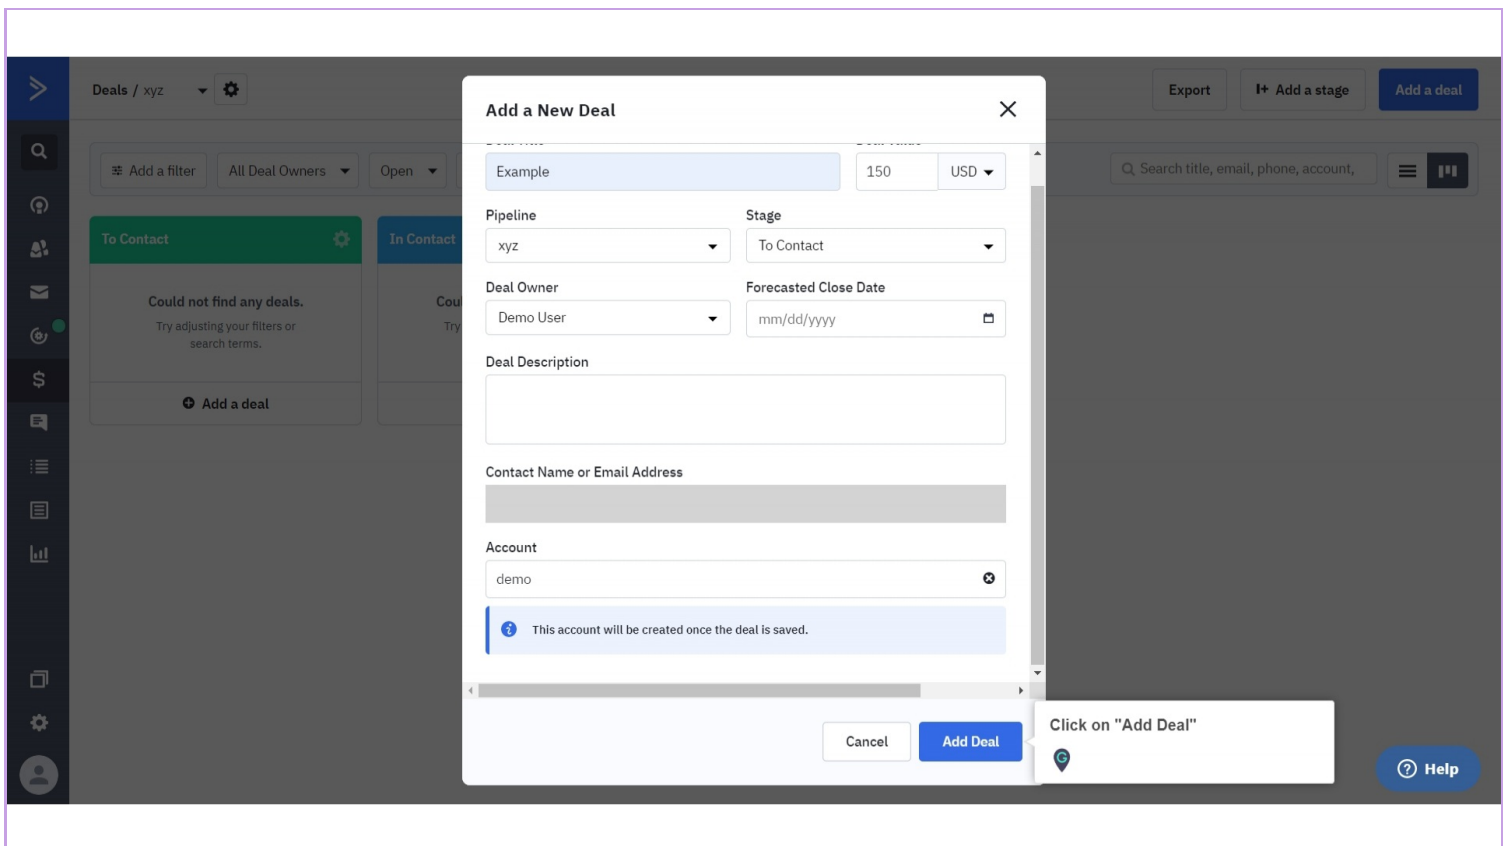 Deals / xyz
Export
Add a stage
Add a deal
Add a New Deal
Example
150
USD
Add a filter
All Deal Owners
Open
Search title, email, phone, account,
Pipeline
Stage
xyz
To Contact
To Contact
In Contact
Deal Owner
Forecasted Close Date
Demo User
mm/dd/yyyy
Could not find any deals.
Try adjusting your filters or
search terms.
Add a deal
Deal Description
Contact Name or Email Address
Account
demo
This account will be created once the deal is saved.
Cancel
Add Deal
Click on "Add Deal"
G
Help